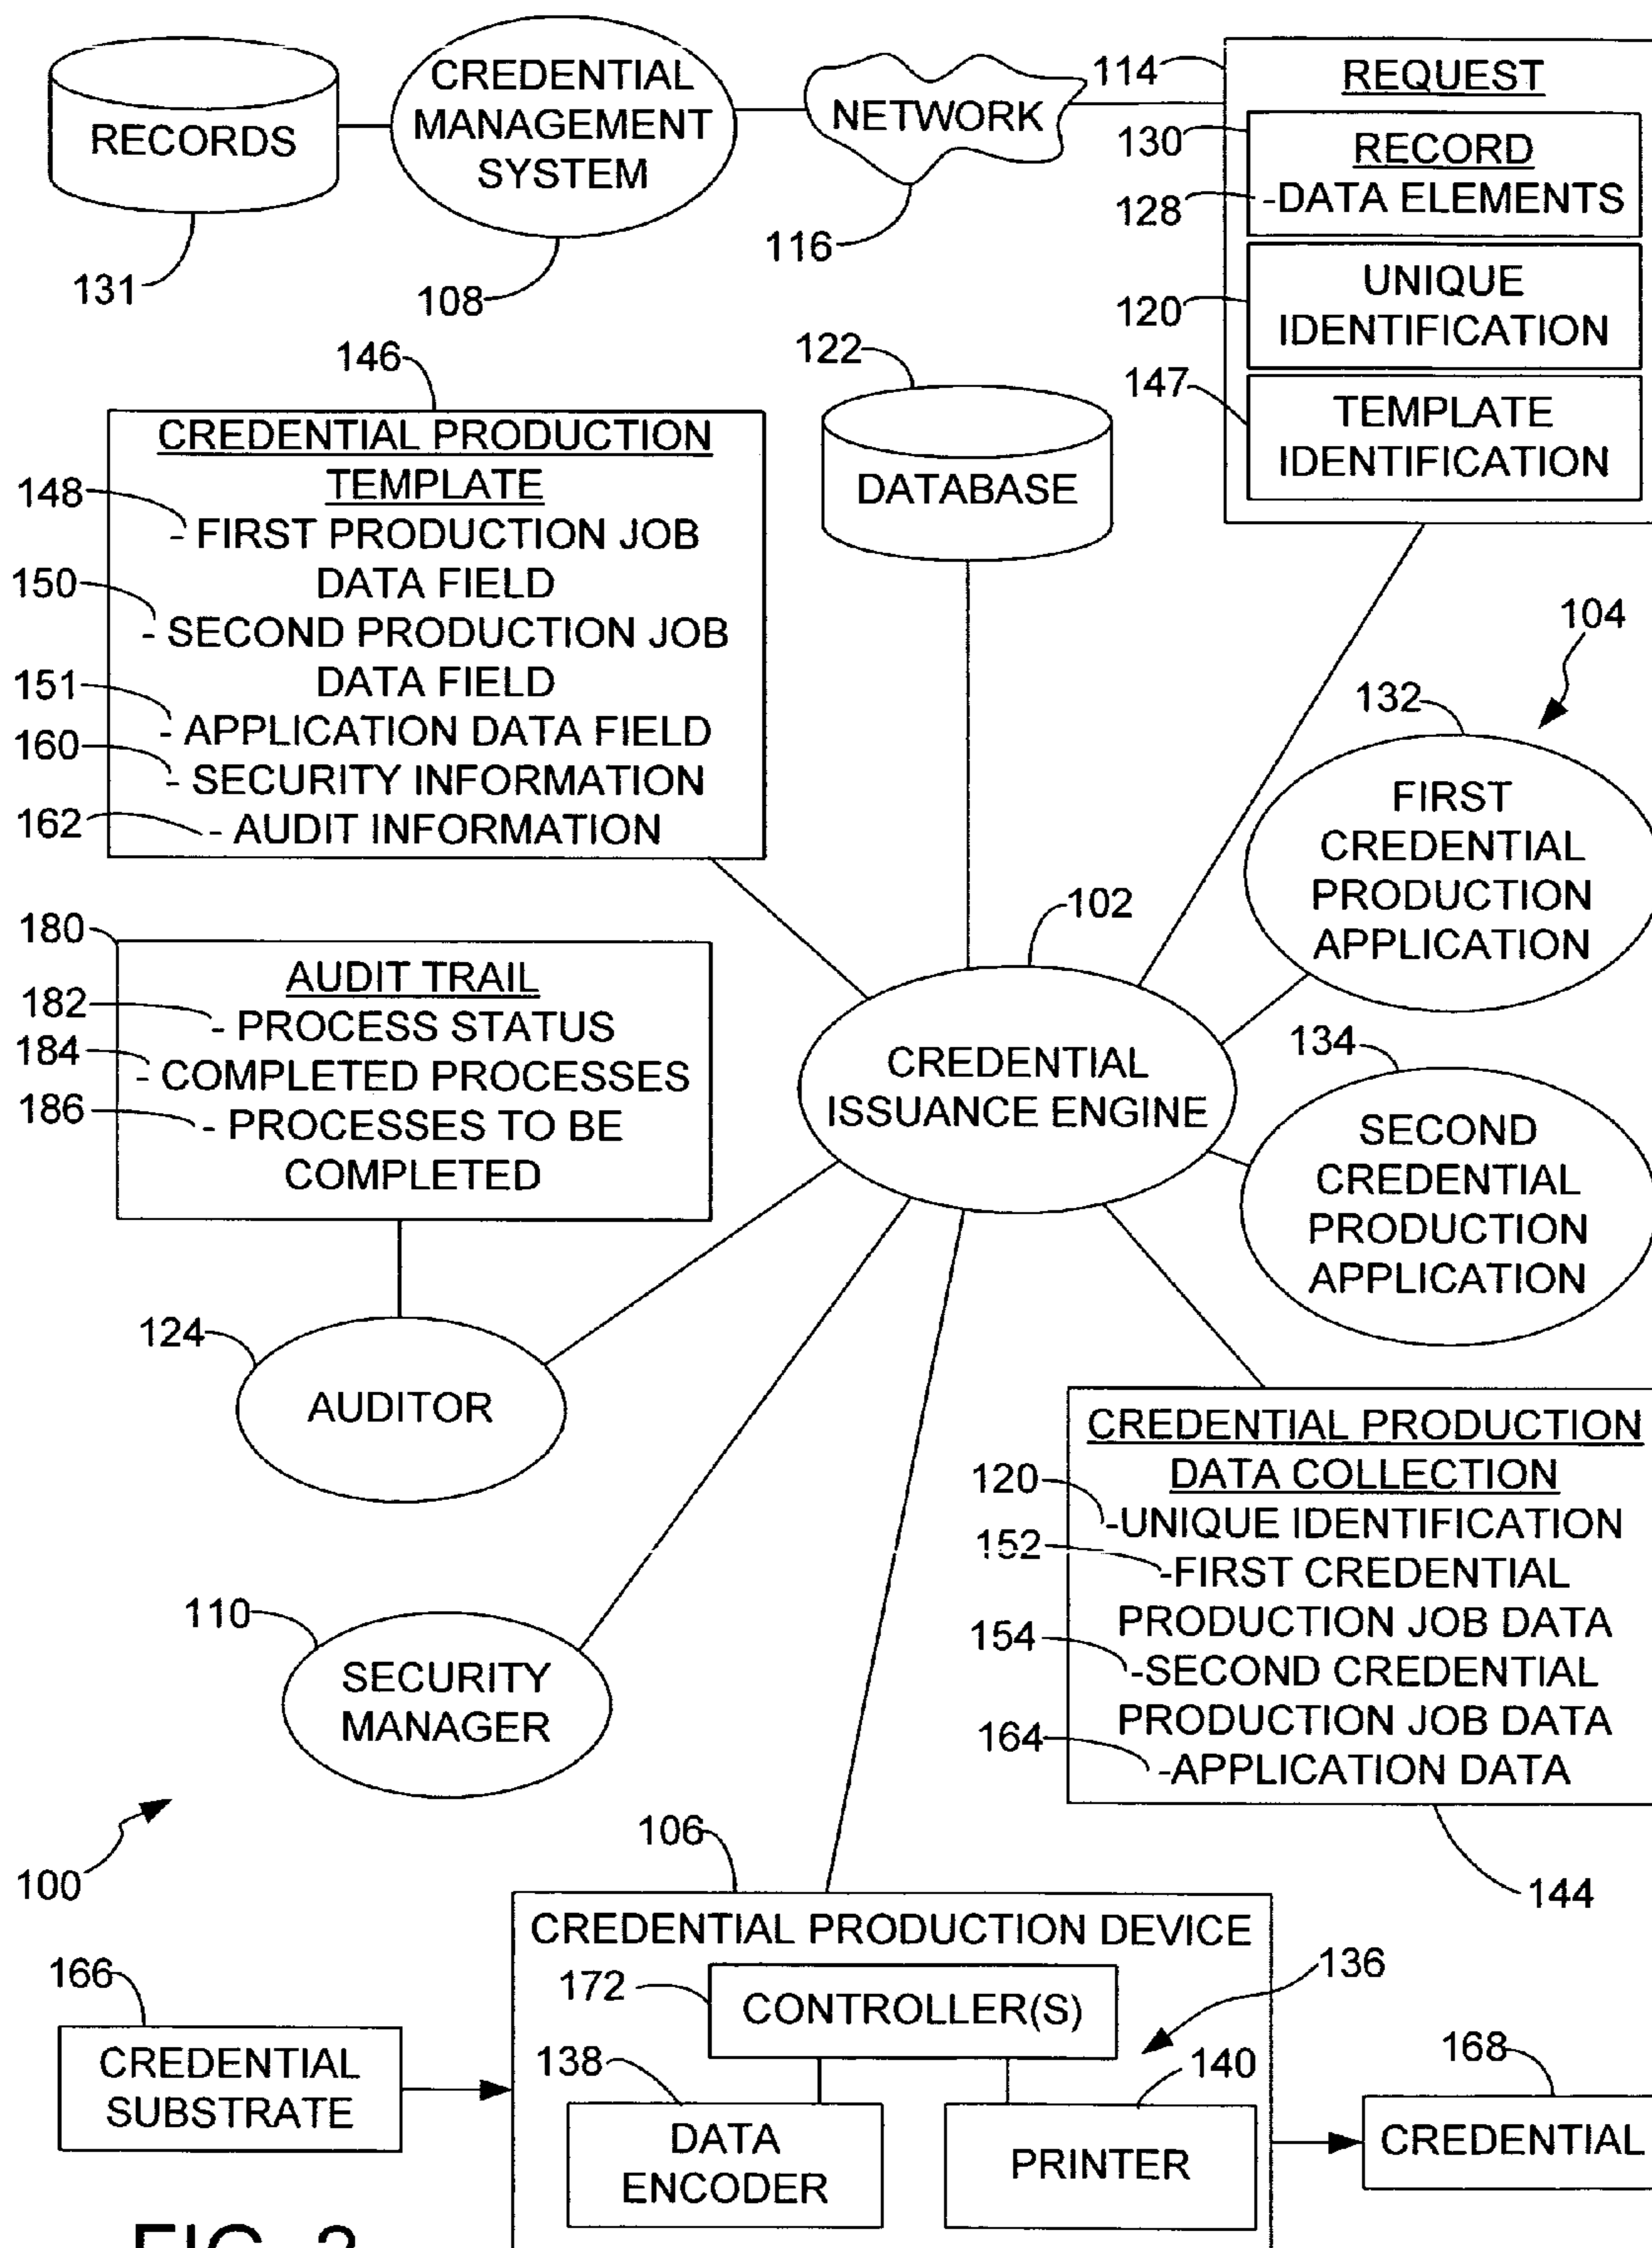 RECORDS
131
CREDENTIAL
MANAGEMENT
SYSTEM
108
NETWORK
116
114
REQUEST
130
RECORD
128
-DATA ELEMENTS
120
UNIQUE
IDENTIFICATION
147
TEMPLATE
IDENTIFICATION
146
CREDENTIAL PRODUCTION
TEMPLATE
148
- FIRST PRODUCTION JOB
DATA FIELD
150
- SECOND PRODUCTION JOB
DATA FIELD
151
- APPLICATION DATA FIELD
160
- SECURITY INFORMATION
162
- AUDIT INFORMATION
122
DATABASE
104
132
FIRST
CREDENTIAL
PRODUCTION
APPLICATION
134
SECOND
CREDENTIAL
PRODUCTION
APPLICATION
102
CREDENTIAL
ISSUANCE ENGINE
180
AUDIT TRAIL
182
- PROCESS STATUS
184
- COMPLETED PROCESSES
186
- PROCESSES TO BE
COMPLETED
124
AUDITOR
110
SECURITY
MANAGER
CREDENTIAL PRODUCTION
DATA COLLECTION
120
-UNIQUE IDENTIFICATION
152
-FIRST CREDENTIAL
PRODUCTION JOB DATA
154
-SECOND CREDENTIAL
PRODUCTION JOB DATA
164
-APPLICATION DATA
144
100
106
CREDENTIAL PRODUCTION DEVICE
136
172
CONTROLLER(S)
138
DATA
ENCODER
140
PRINTER
166
CREDENTIAL
SUBSTRATE
168
CREDENTIAL
FIG.